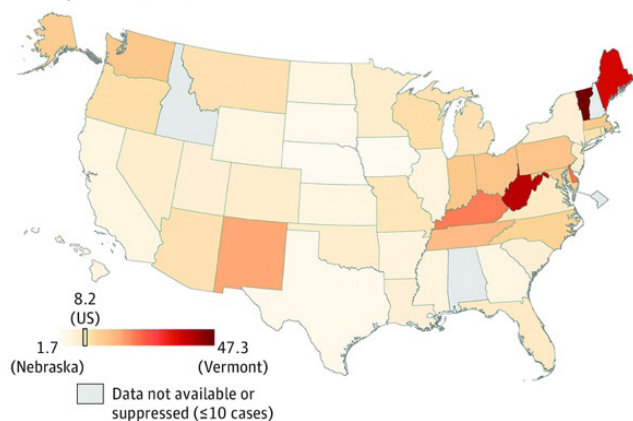 8.2
(US)
1.7 47.3
(Nebraska) (Vermont)
Data not available or
suppressed (≤10 cases)